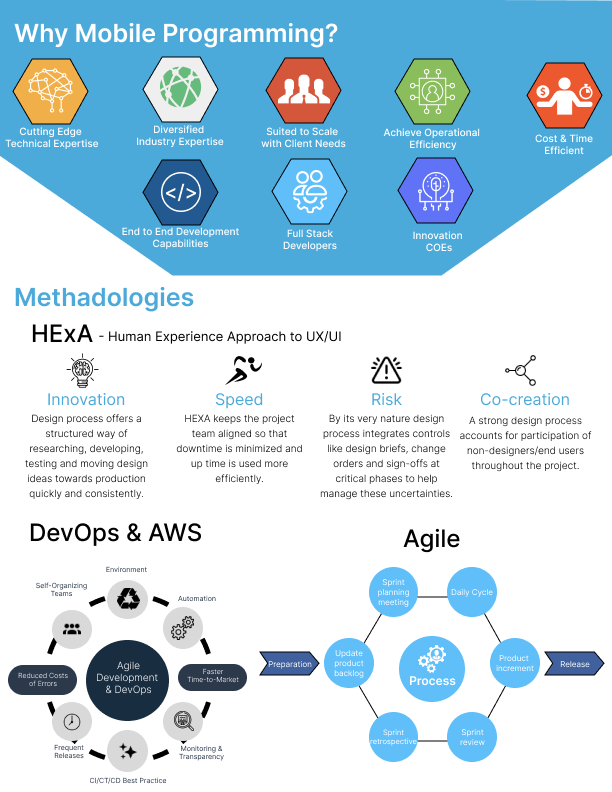 Why Mobile Programming?
Cutting Edge
Technical Expertise
Diversified
Industry Expertise
Suited to Scale
with Client Needs
Achieve Operational
Efficiency
Cost & Time
Efficient
$
</>
End to End Development
Capabilities
Full Stack
Developers
Innovation
COEs
Methadologies
HExA - Human Experience Approach to UX/UI
Innovation
Design process offers a
structured way of
researching, developing,
testing and moving design
ideas towards production
quickly and consistently.
Speed
HEXA keeps the project
team aligned so that
downtime is minimized and
up time is used more
efficiently.
Risk
By its very nature design
process integrates controls
like design briefs, change
orders and sign-offs at
critical phases to help
manage these uncertainties.
Co-creation
A strong design process
accounts for participation of
non-designers/end users
throughout the project.
DevOps & AWS
Environment
Self-Organizing
Teams
Automation
Reduced Costs
of Errors
Agile
Development
& DevOps
Faster
Time-to-Market
Frequent
Releases
Monitoring &
Transparency
CI/CT/CD Best Practice
Agile
Sprint
planning
meeting
Daily Cycle
Preparation
Update
product
backlog
Process
Product
increment
Release
Sprint
retrospective
Sprint
review